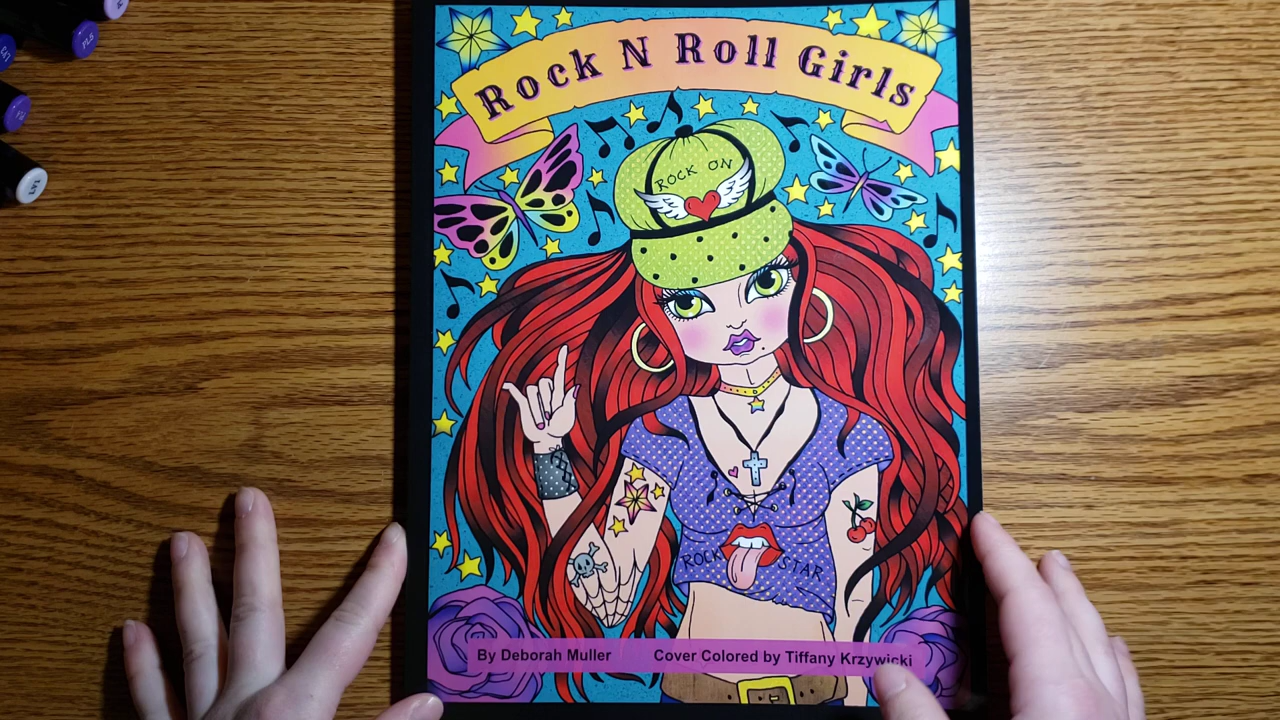 Rock N Roll Girls
ROCK ON
ROCK STAR
By Deborah Muller
Cover Colored by Tiffany Krzywicki